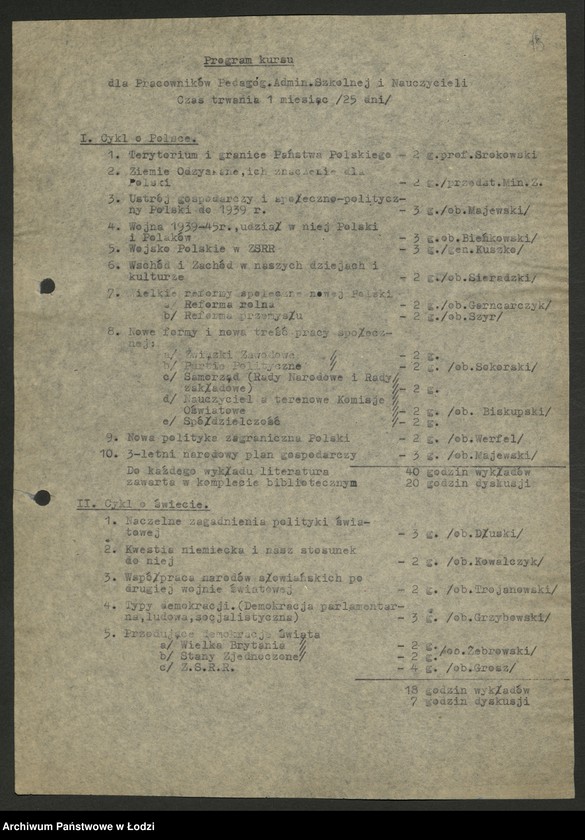 Program kursu
dla Pracowników Pedagóg.Admin.Szkolnej i Nauczycieli
Czas trwania 1 miesiąc /25 dni/
I. Cykl o Polsce.
1. Terytorium i granice Państwa Polskiego - 2 g.prof.Srokowski
2. Ziemie Odzyskane,ich znaczenie dla
Polski - 2 g./przedst.Min.Z.
3. Ustrój gospodarczy i społeczno-politycz-
ny Polski do 1939 r. - 3 g./ob.Majewski/
4. Wojna 1939-45r.,udział w niej Polski
i Polaków - 3 g.ob.Bieńkowski/
5. Wojsko Polskie w ZSRR - 3 g./gen.Kuszko/
6. Wschód i Zachód w naszych dziejach i
kulturze - 2 g./ob.Sieradzki/
7. Wielkie reformy społeczne nowej Polski
a/ Reforma rolna - 2 g./ob.Garncarczyk/
b/ Reforma przemysłu - 2 g./ob.Szyr/
8. Nowe formy i nowa treść pracy społecz-
nej:
a/ Związki Zawodowe - 2 g.
b/ Partie Polityczne - 2 g. /ob.Sokorski/
c/ Samorząd (Rady Narodowe i Rady
zakładowe) - 2 g.
d/ Nauczyciel a terenowe Komisje
Oświatowe - 2 g. /ob. Biskupski/
e/ Spółdzielczość - 2 g.
9. Nowa polityka zagraniczna Polski - 2 g. /ob.Werfel/
10. 3-letni narodowy plan gospodarczy - 3 g. /ob.Majewski/
Do każdego wykładu literatura 40 godzin wykładów
zawarta w komplecie bibliotecznym 20 godzin dyskusji
II. Cykl o świecie.
1. Naczelne zagadnienia polityki świa-
towej - 3 g. /ob.Dłuski/
2. Kwestia niemiecka i nasz stosunek
do niej - 2 g. /ob.Kowalczyk/
3. Współpraca narodów słowiańskich po
drugiej wojnie światowej - 2 g. /ob.Trojanowski/
4. Typy demokracji.(Demokracja parlamentar-
na,ludowa,socjalistyczna) - 3 g. /ob.Grzybowski/
5. Przodujące demokracje świata
a/ Wielka Brytania - 2 g. /ob.Żebrowski/
b/ Stany Zjednoczone - 2 g.
c/ Z.S.R.R. - 4 g. /ob.Grosz/
18 godzin wykładów
7 godzin dyskusji
Archiwum Państwowe w Łodzi